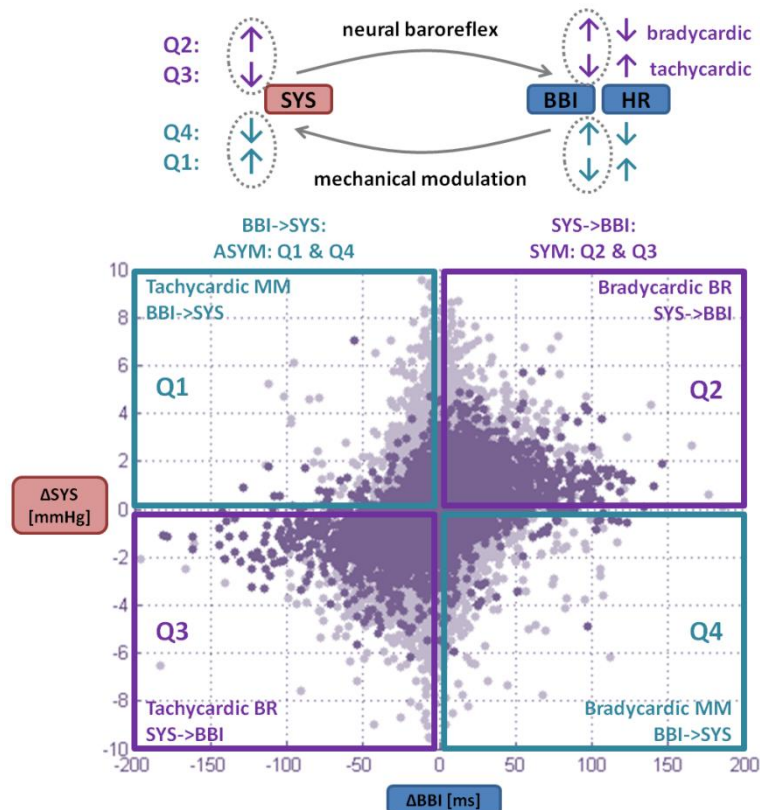 Q2: ↑ neural baroreflex ↑ ↓ bradycardic
Q3: ↓ ↓ ↑ tachycardic
SYS BBI HR
Q4: ↓ ↑ ↓
Q1: ↑ ↓ ↑
mechanical modulation
BBI->SYS:
ASYM: Q1 & Q4
SYS->BBI:
SYM: Q2 & Q3
10
8
6
4
2
0
-2
-4
-6
-8
-10
Tachycardic MM
BBI->SYS
Q1
Bradycardic BR
SYS->BBI
Q2
ΔSYS
[mmHg]
Q3
Tachycardic BR
SYS->BBI
Q4
Bradycardic MM
BBI->SYS
-200 -150 -100 -50 0 50 100 150 200
ΔBBI [ms]